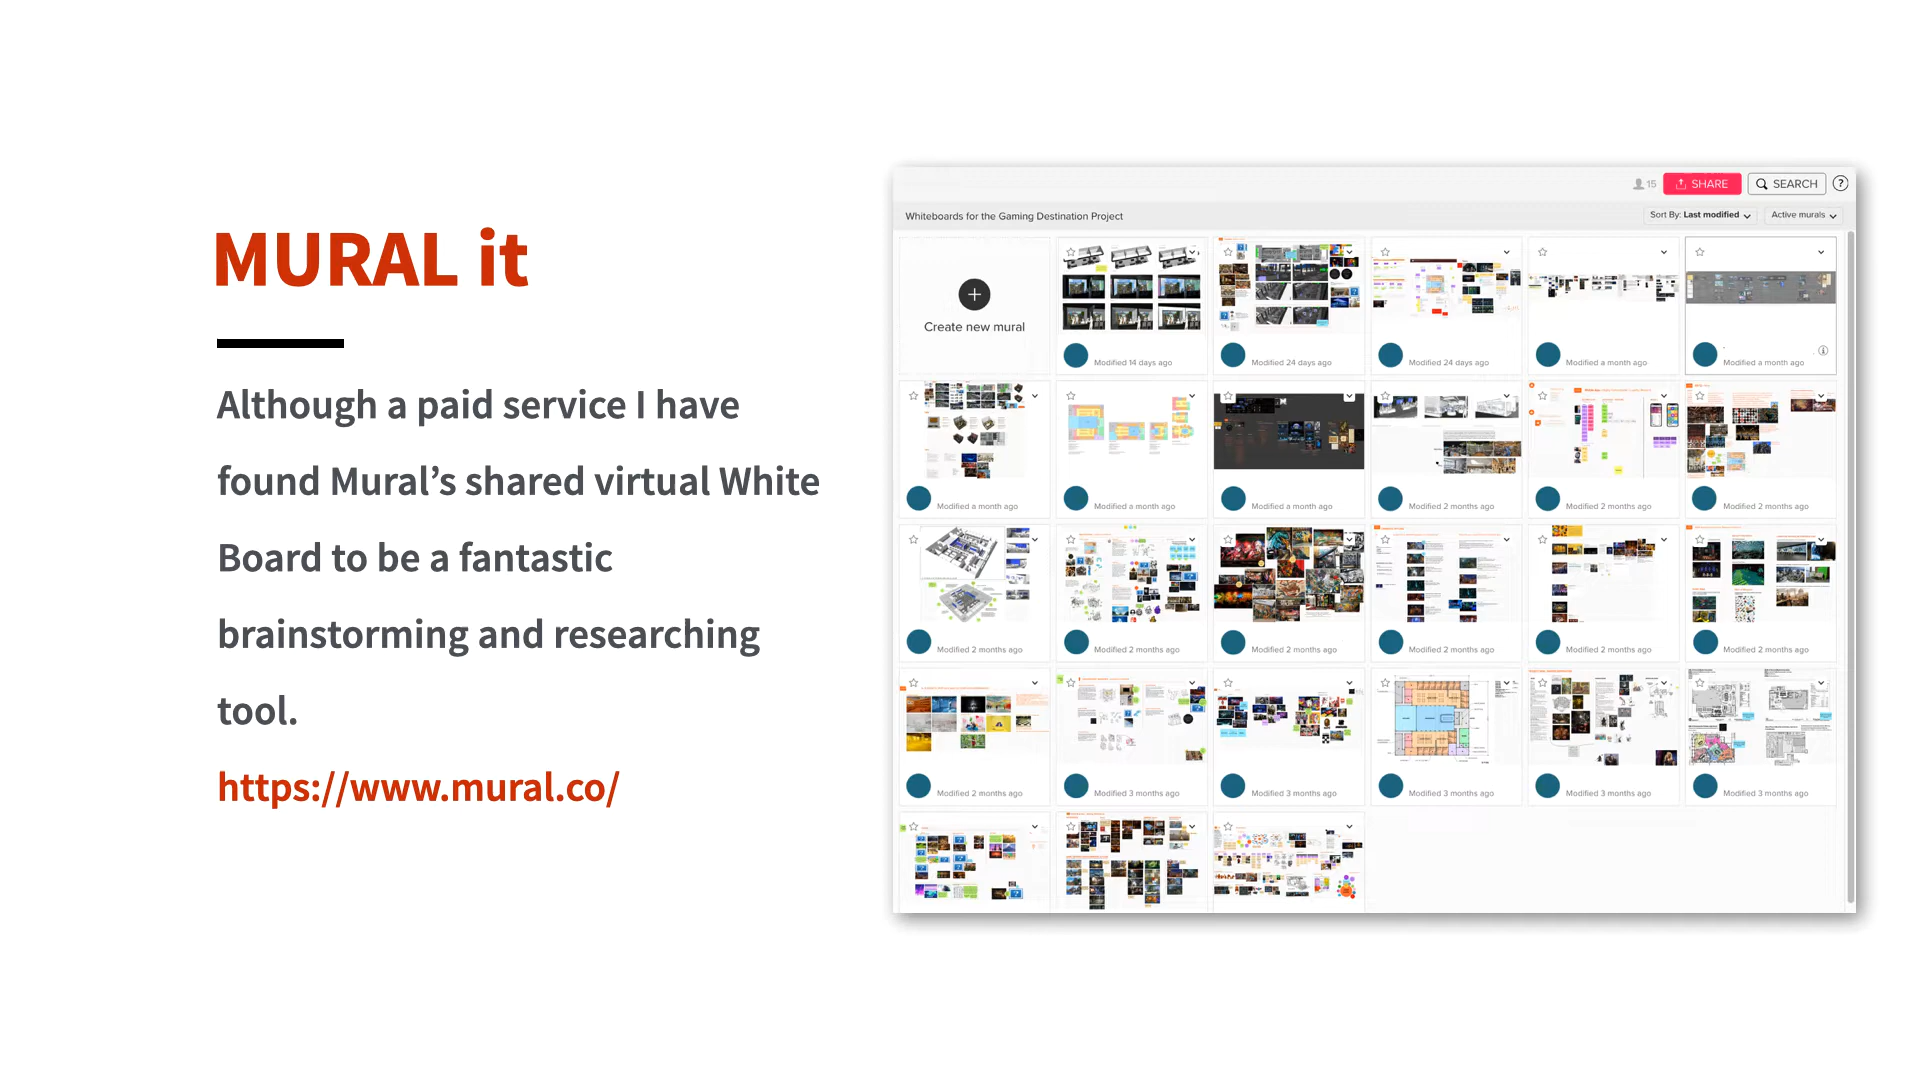 MURAL it
Although a paid service I have
found Mural’s shared virtual White
Board to be a fantastic
brainstorming and researching
tool.
https://www.mural.co/
15
SHARE
SEARCH
?
Whiteboards for the Gaming Destination Project
Sort By: Last modified
Active murals
Create new mural
Modified 14 days ago
Modified 24 days ago
Modified 24 days ago
Modified a month ago
Modified a month ago
Modified a month ago
Modified a month ago
Modified a month ago
Modified 2 months ago
Modified 2 months ago
Modified 2 months ago
Modified 2 months ago
Modified 2 months ago
Modified 2 months ago
Modified 2 months ago
Modified 2 months ago
Modified 2 months ago
Modified 2 months ago
Modified 3 months ago
Modified 3 months ago
Modified 3 months ago
Modified 3 months ago
Modified 3 months ago